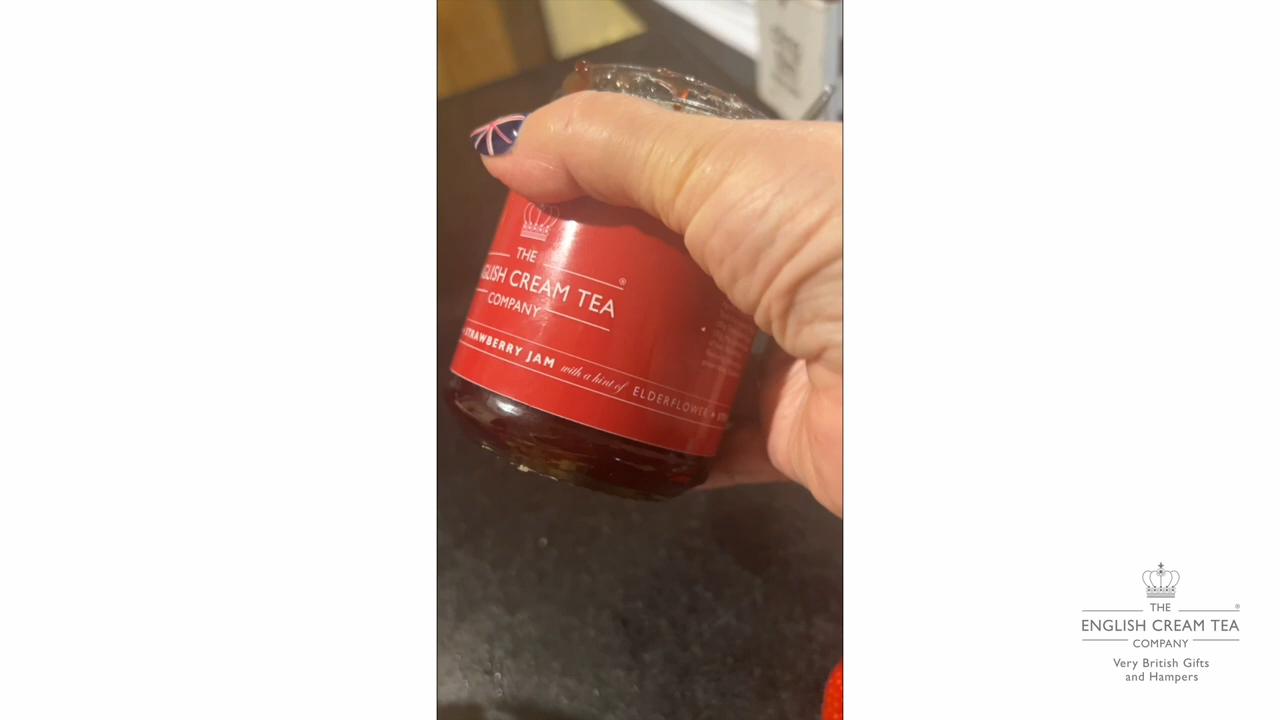 THE
GLISH CREAM TEA ®
COMPANY
STRAWBERRY JAM with a hint of ELDERFLOWER •
THE ®
ENGLISH CREAM TEA
COMPANY
Very British Gifts
and Hampers